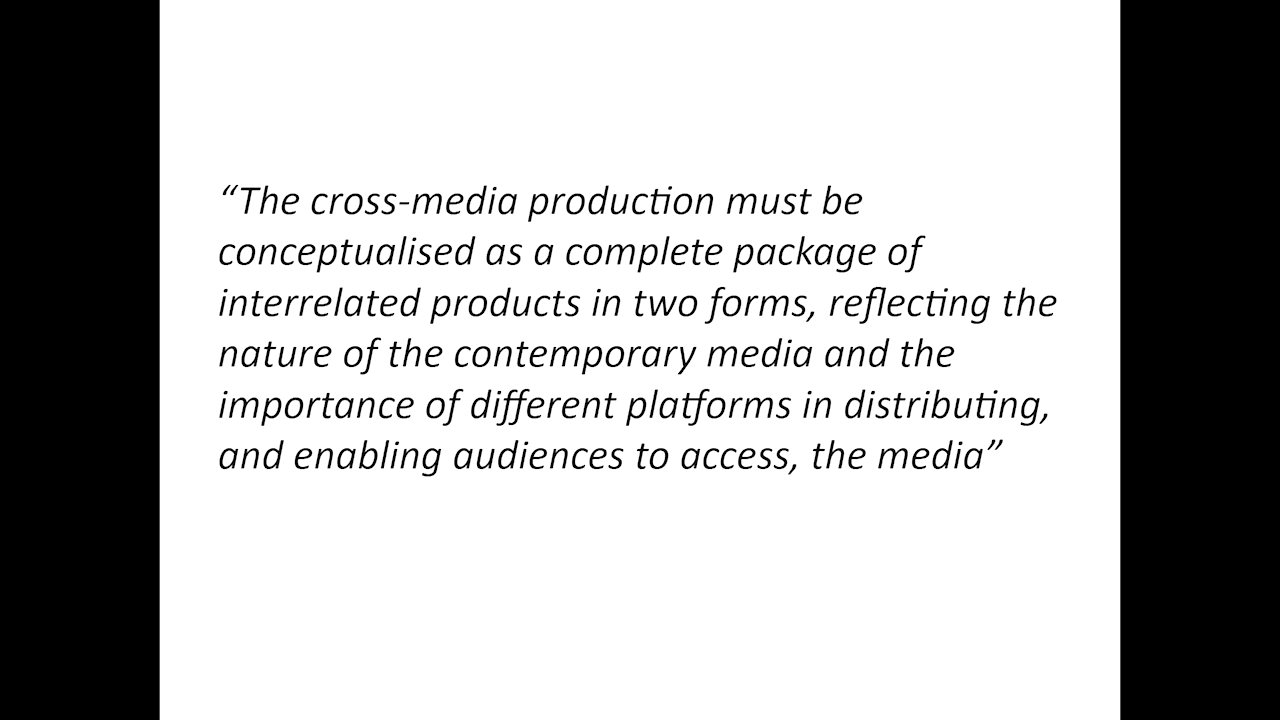 “The cross-media production must be
conceptualised as a complete package of
interrelated products in two forms, reflecting the
nature of the contemporary media and the
importance of different platforms in distributing,
and enabling audiences to access, the media”